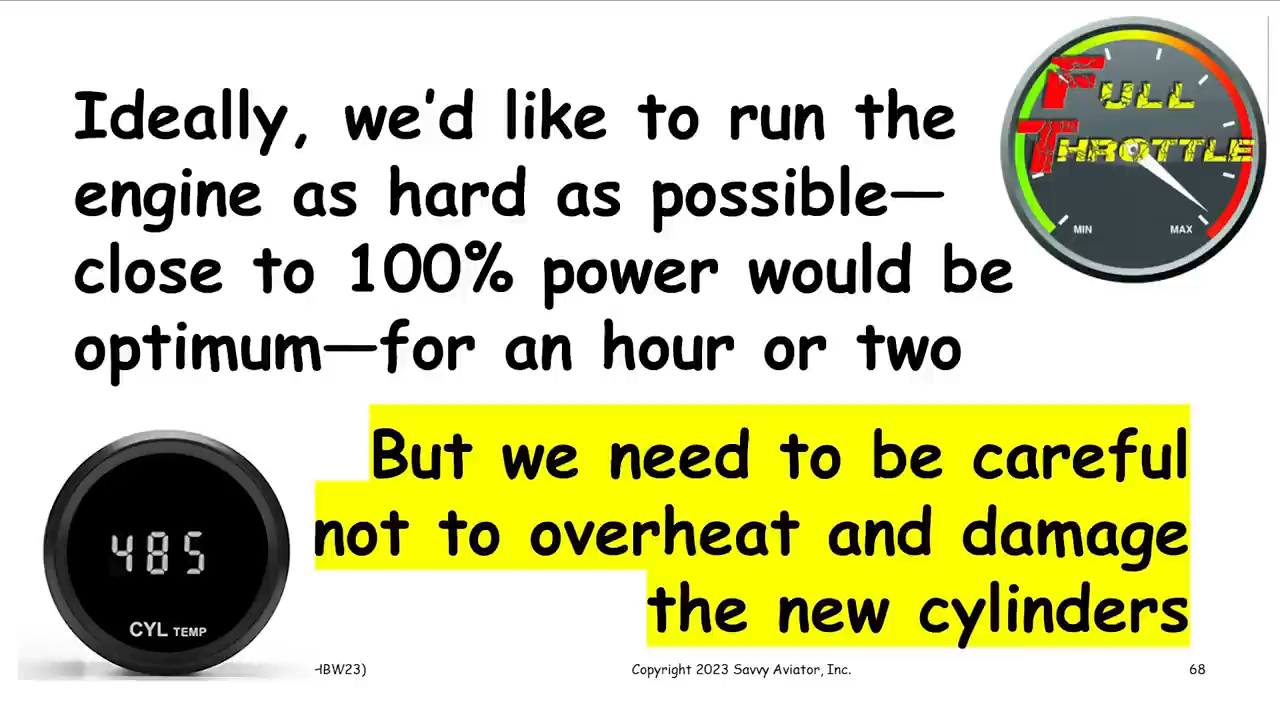 Ideally, we'd like to run the
engine as hard as possible—
close to 100% power would be
optimum—for an hour or two
FULL
THROTTLE
MIN MAX
But we need to be careful
not to overheat and damage
the new cylinders
485
CYL TEMP
HBW23)
Copyright 2023 Savvy Aviator, Inc.
68